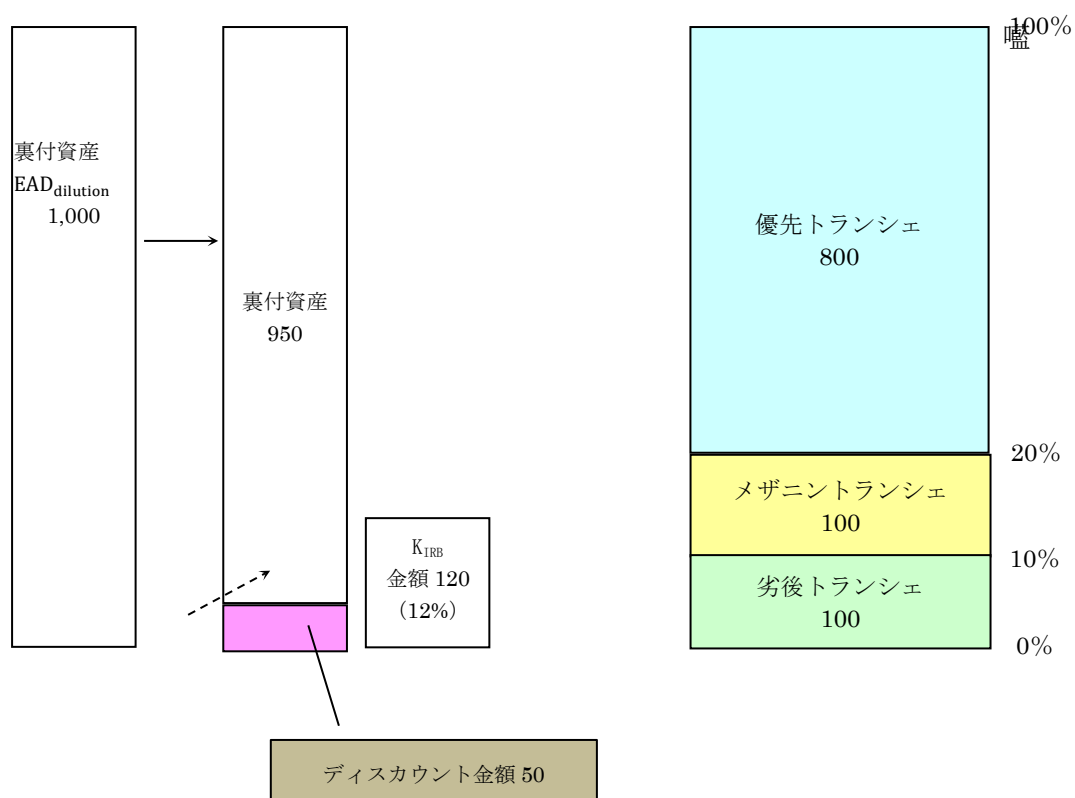 裏付資産
EADdilution
1,000
裏付資産
950
KIRB
金額 120
(12%)
ディスカウント金額 50
優先トランシェ
800
メザニントランシェ
100
劣後トランシェ
100
100%
20%
10%
0%